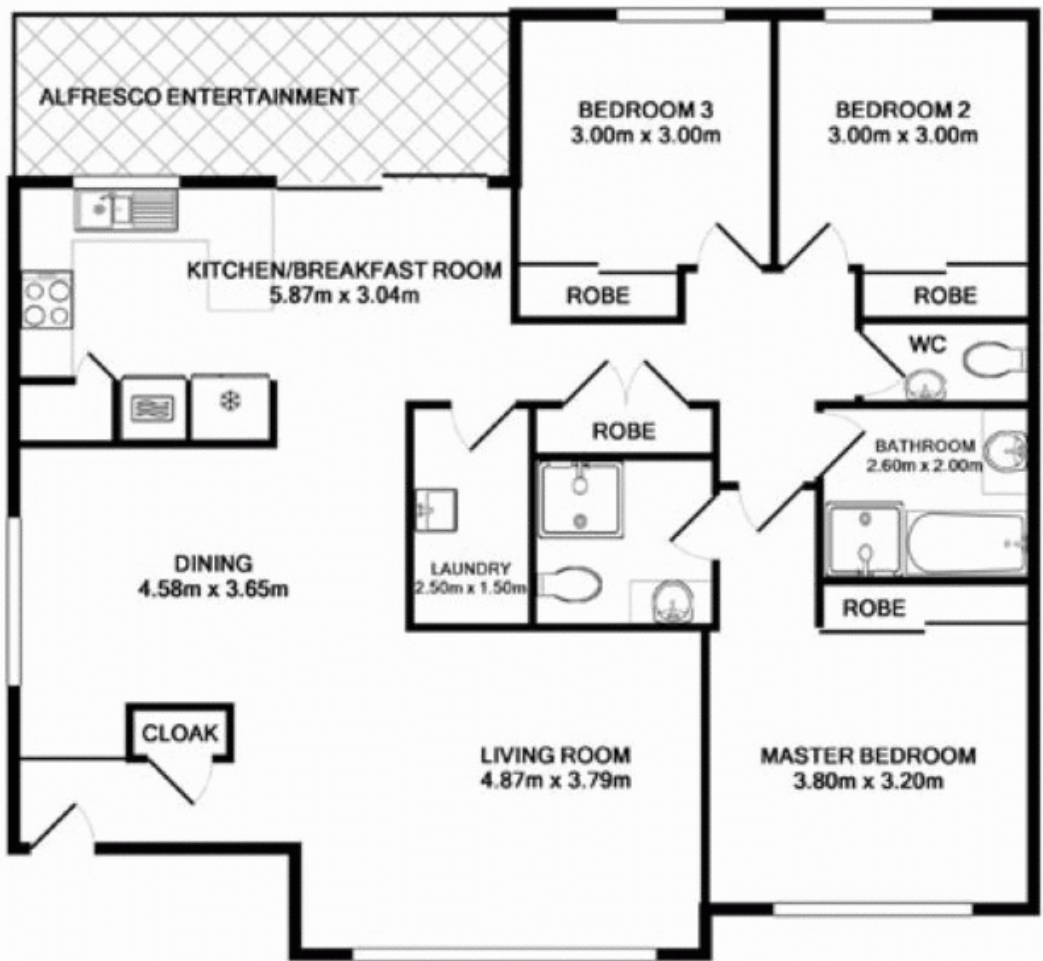 ALFRESCO ENTERTAINMENT
BEDROOM 3
3.00m x 3.00m
BEDROOM 2
3.00m x 3.00m
KITCHEN/BREAKFAST ROOM
5.87m x 3.04m
ROBE
ROBE
WC
ROBE
BATHROOM
2.60m x 2.00m
DINING
4.58m x 3.65m
LAUNDRY
2.50m x 1.50m
ROBE
CLOAK
LIVING ROOM
4.87m x 3.79m
MASTER BEDROOM
3.80m x 3.20m